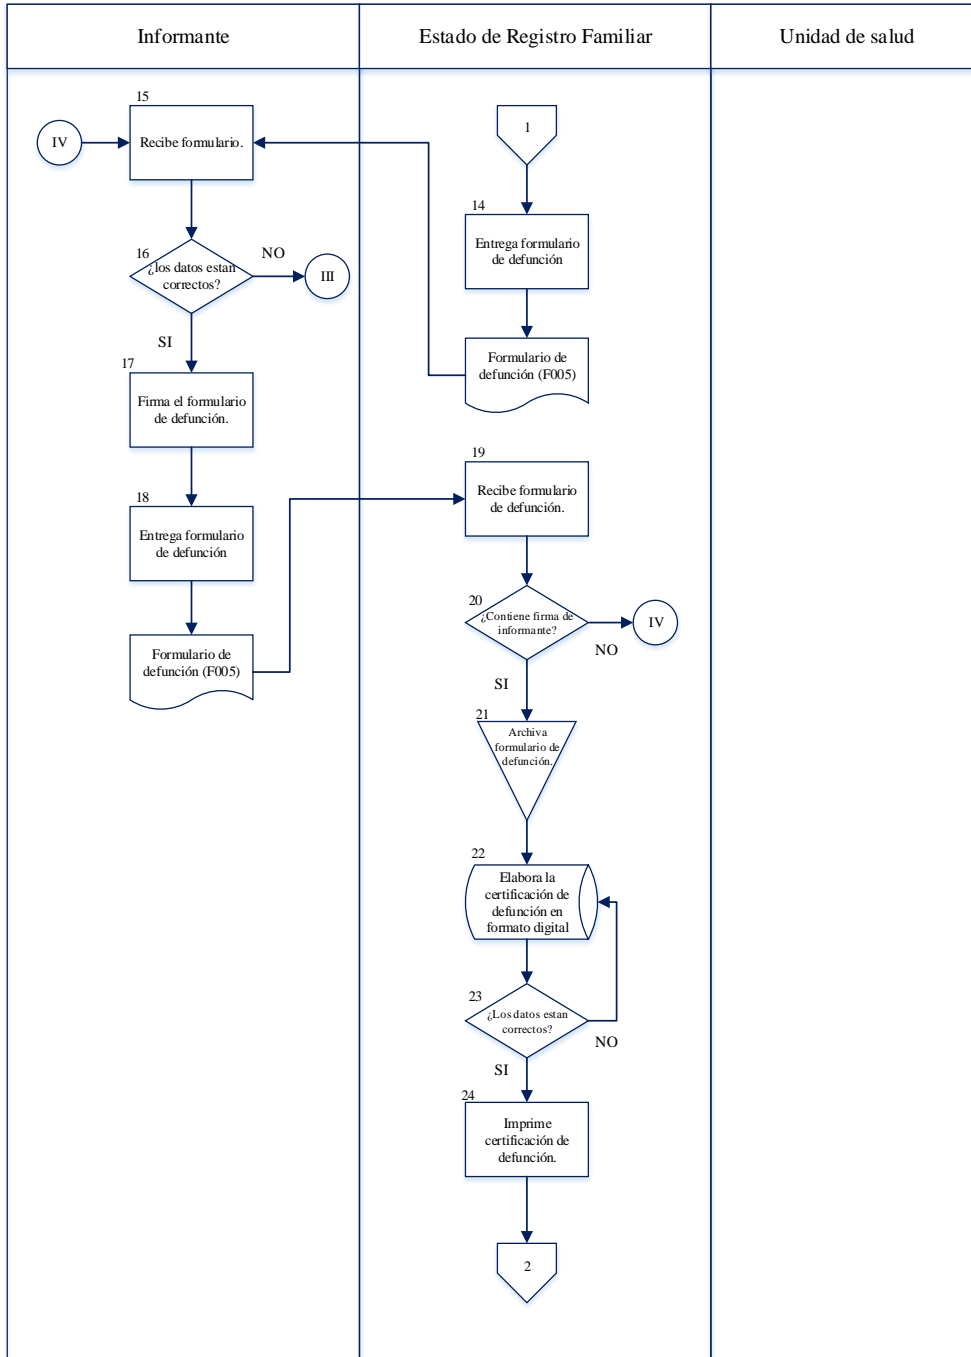 Informante
Estado de Registro Familiar
Unidad de salud
15
IV
Recibe formulario.
1
14
Entrega formulario
de defunción
16
¿los datos estan
correctos?
NO
III
SI
Formulario de
defunción (F005)
17
Firma el formulario
de defunción.
19
Recibe formulario
de defunción.
18
Entrega formulario
de defunción
20
¿Contiene firma de
informante?
NO
IV
SI
Formulario de
defunción (F005)
21
Archiva
formulario de
defunción.
22
Elabora la
certificación de
defunción en
formato digital
23
¿Los datos estan
correctos?
NO
SI
24
Imprime
certificación de
defunción.
2